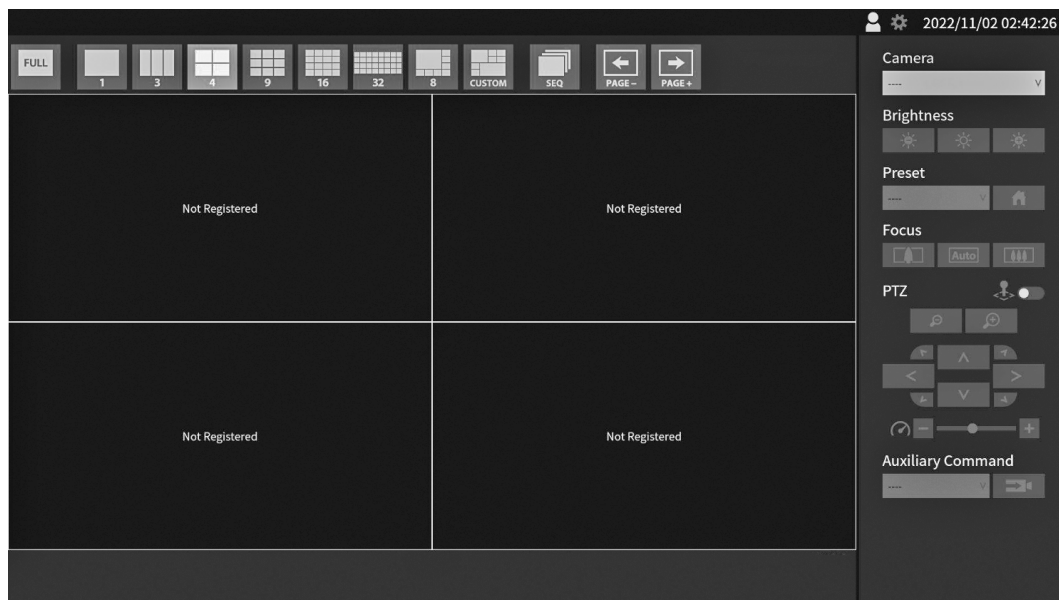 2022/11/02 02:42:26
FULL
1
3
4
9
16
32
8
CUSTOM
SEQ
PAGE−
PAGE+
Not Registered
Not Registered
Not Registered
Not Registered
Camera
----
Brightness
Preset
----
Focus
Auto
PTZ
Auxiliary Command
----